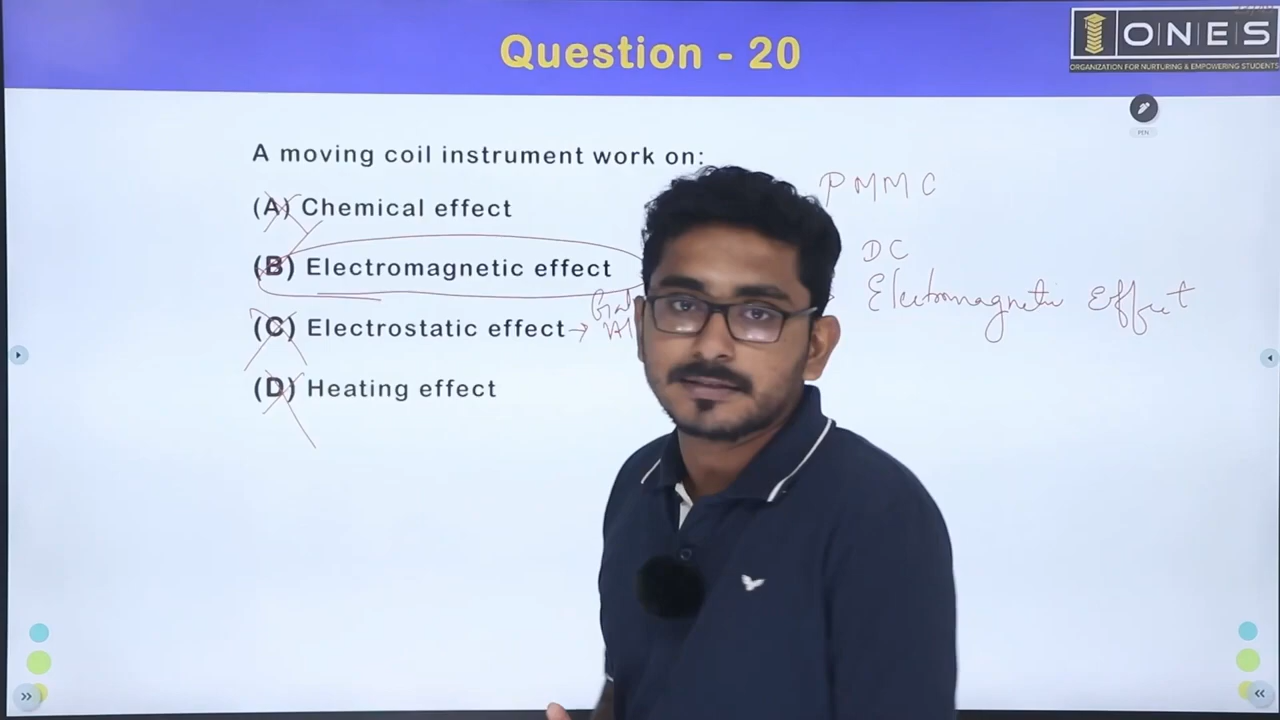 Question - 20
ONES
ORGANIZATION FOR NURTURING & EMPOWERING STUDENTS
PEN
A moving coil instrument work on:
PMMC
(A) Chemical effect
DC
(B) Electromagnetic effect
Electromagnetic Effect
(C) Electrostatic effect→
(D) Heating effect